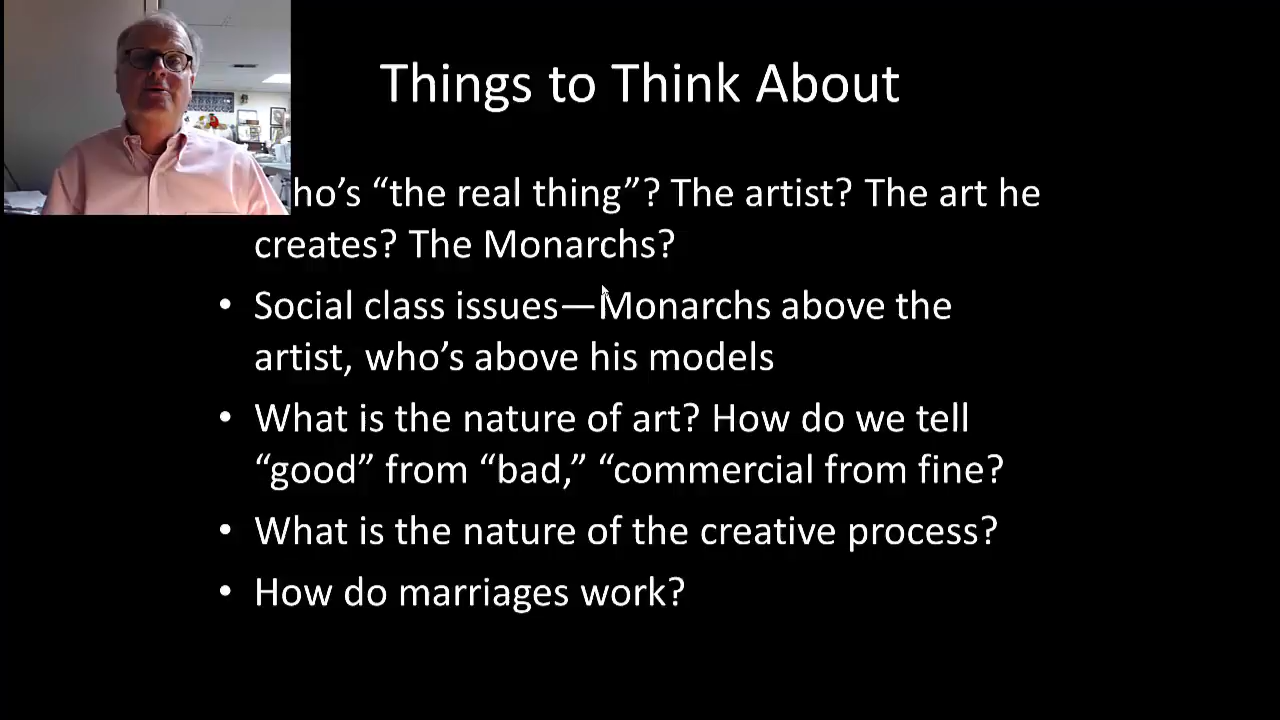 Things to Think About
ho’s “the real thing”? The artist? The art he
creates? The Monarchs?
• Social class issues—Monarchs above the
artist, who’s above his models
• What is the nature of art? How do we tell
“good” from “bad,” “commercial from fine?
• What is the nature of the creative process?
• How do marriages work?